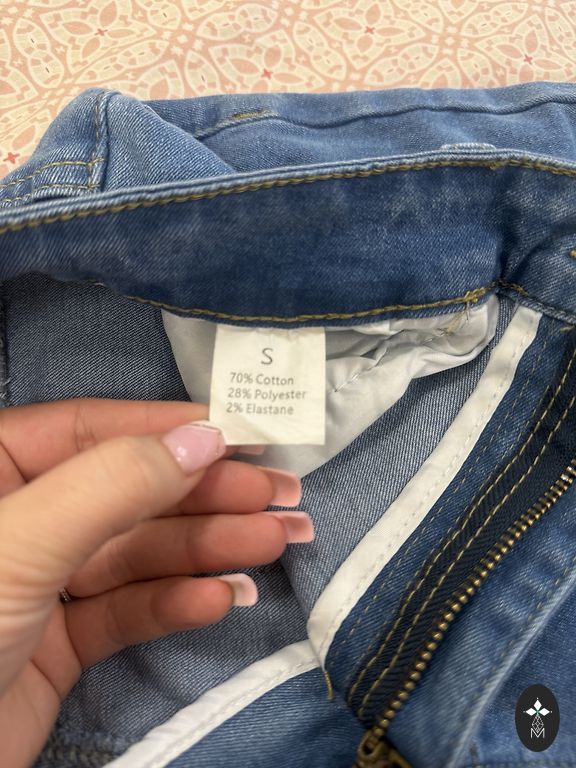 S
70% Cotton
28% Polyester
2% Elastane